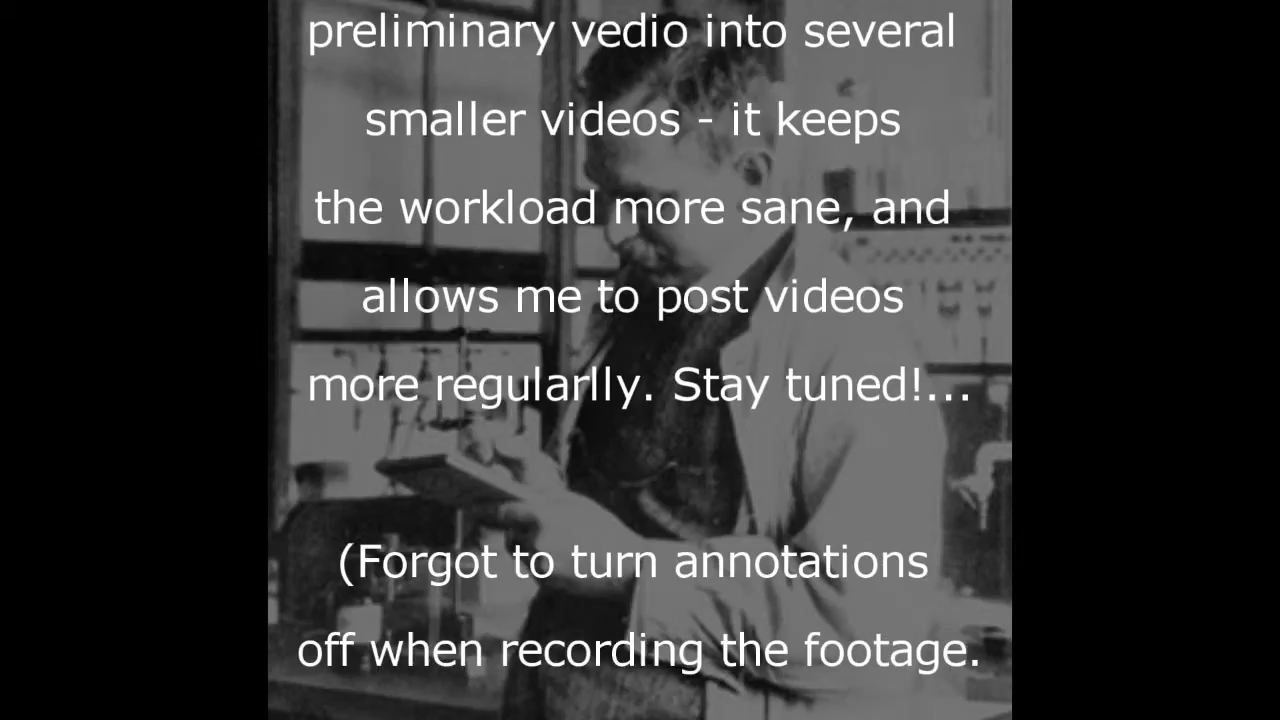 preliminary vedio into several
smaller videos - it keeps
the workload more sane, and
allows me to post videos
more regularlly. Stay tuned!...
(Forgot to turn annotations
off when recording the footage.